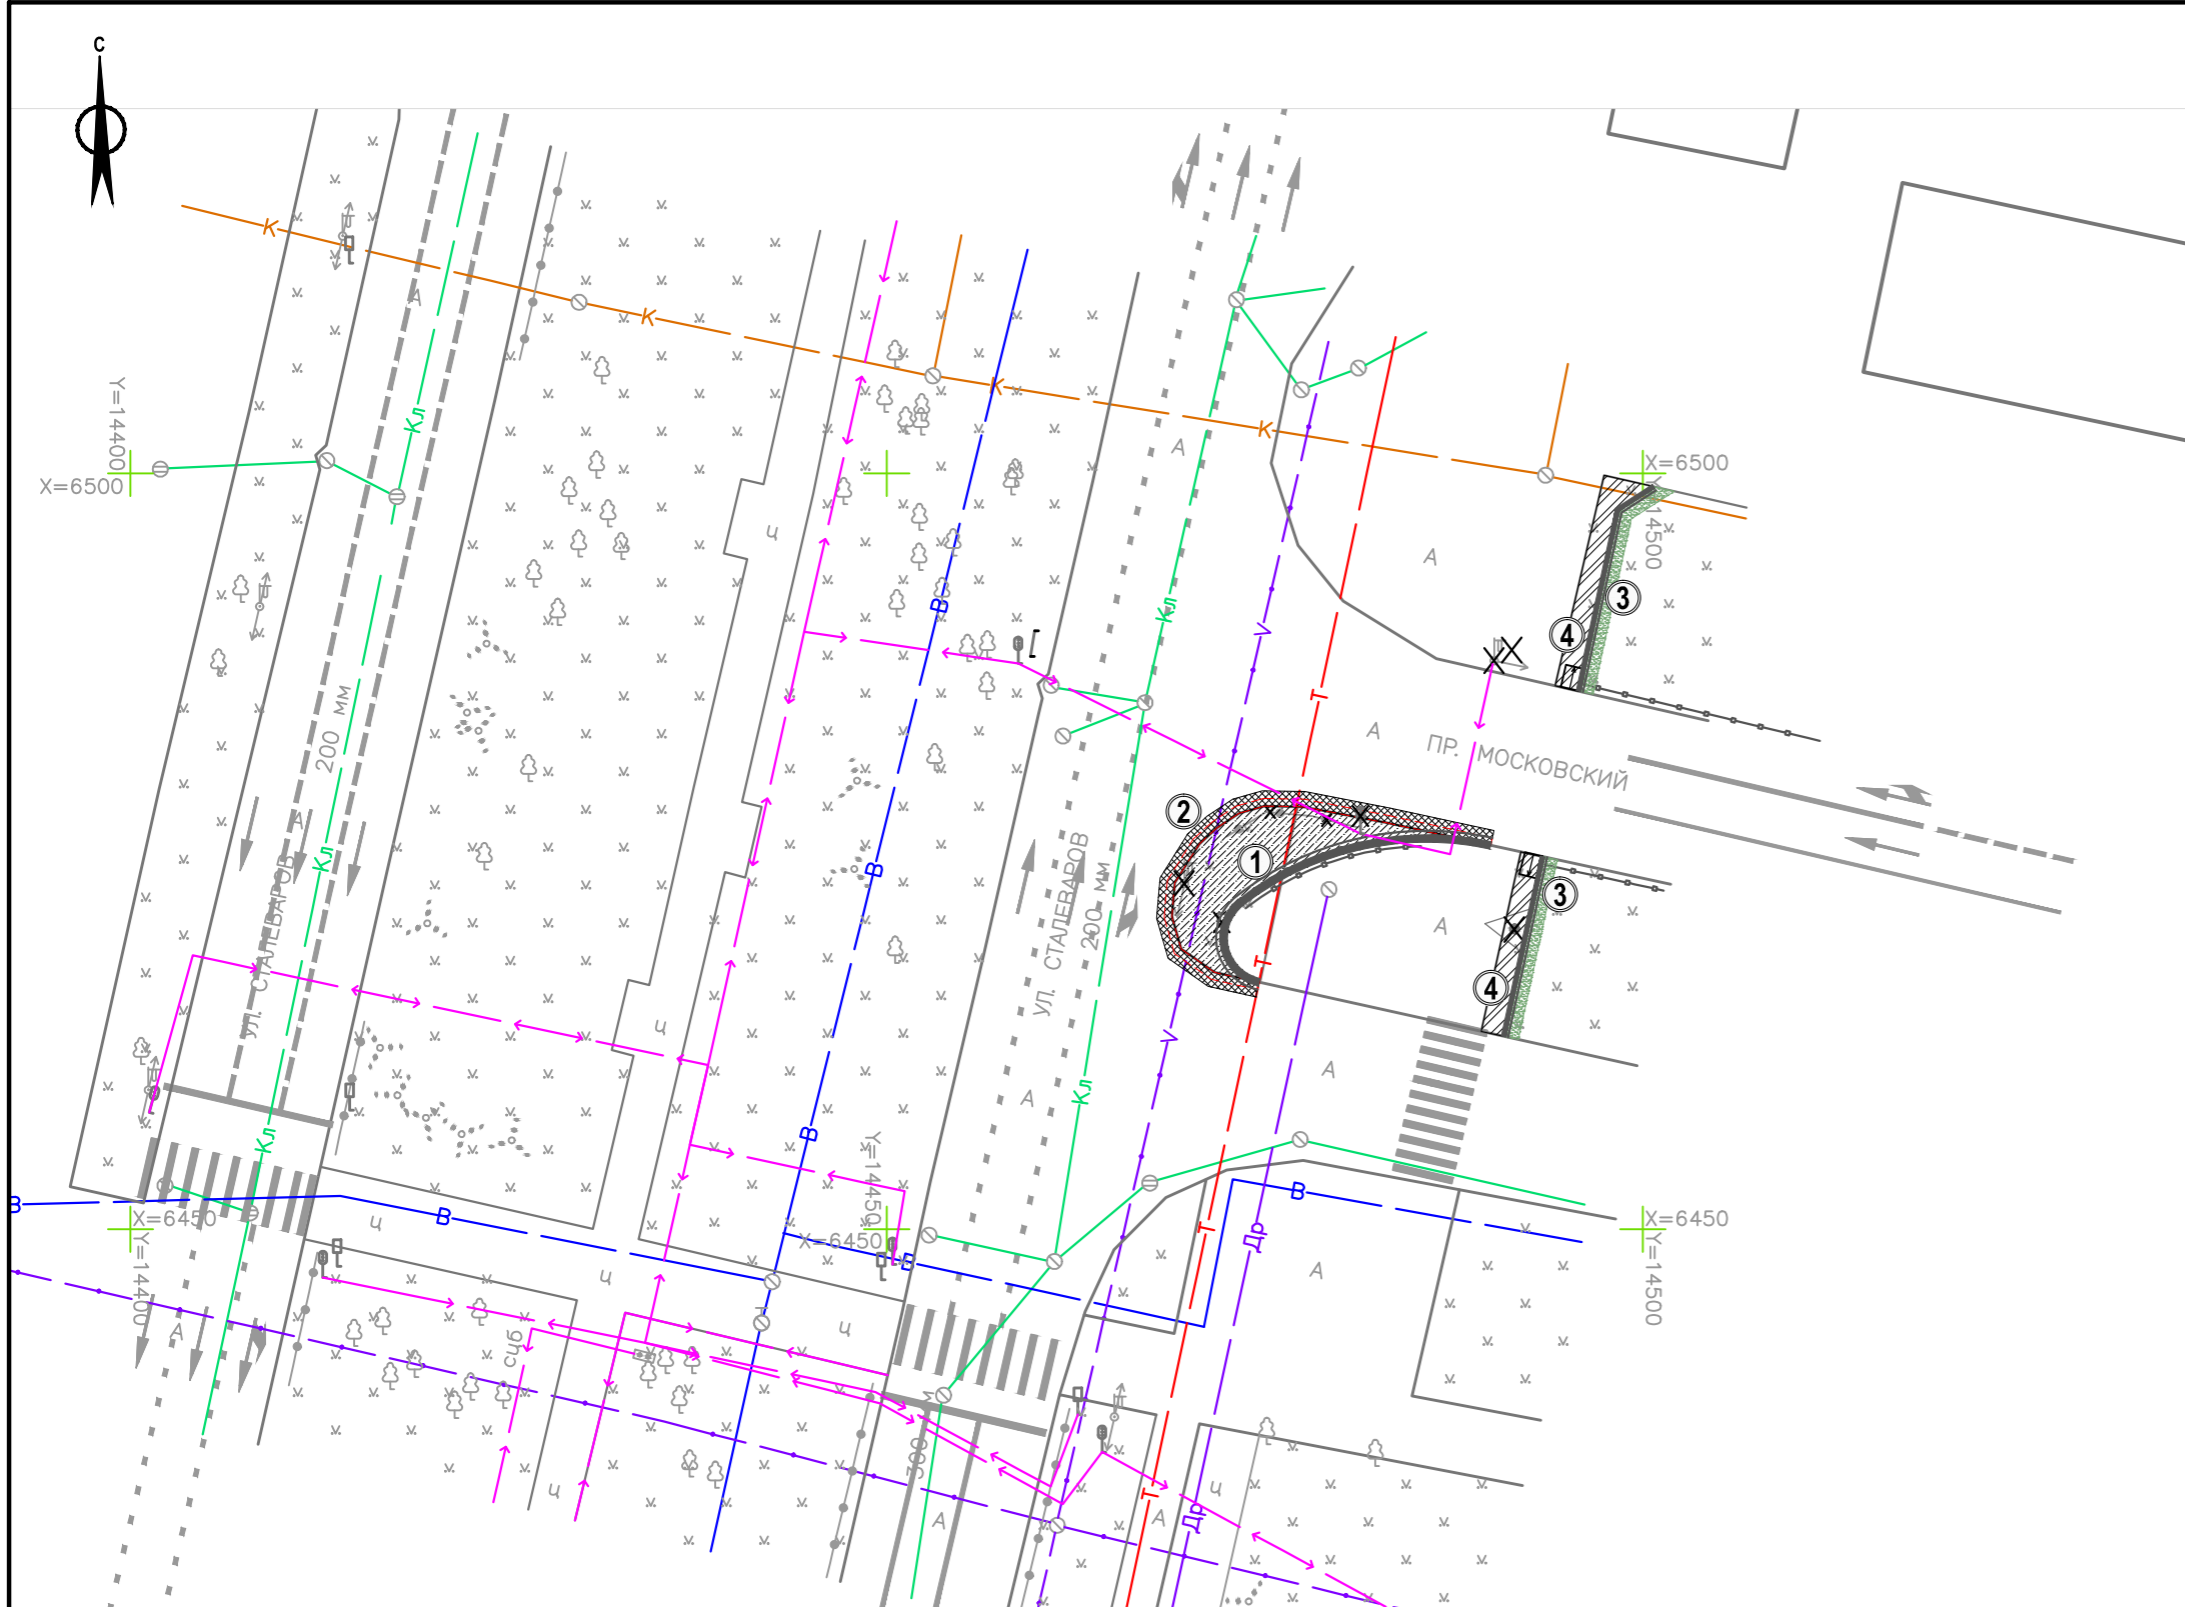 С
К
К
К
К
А
Y=14400
X=6500
Кл
X=6500
Y=14500
А
ц
А
В
Кл
V
3
4
200 мм
Т
А
ПР. МОСКОВСКИЙ
2
А
Кл
УЛ. СТАЛЕВАРОВ
В
УЛ. СТАЛЕВАРОВ
200 мм
1
3
А
Т
4
ц
V
А
Кл
А
Кл
В
Y=14450
X=6450
В
В
ц
X=6450
Y=14400
В
Т
Др
В
X=6450
Y=14500
А
ц
ц
А
сцб
Г
300 м
ц
А
Т
Др
ц
А